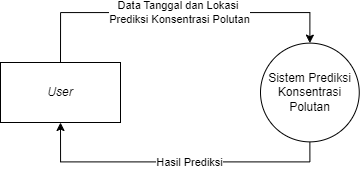 Data Tanggal dan Lokasi
Prediksi Konsentrasi Polutan
User
Sistem Prediksi
Konsentrasi
Polutan
Hasil Prediksi